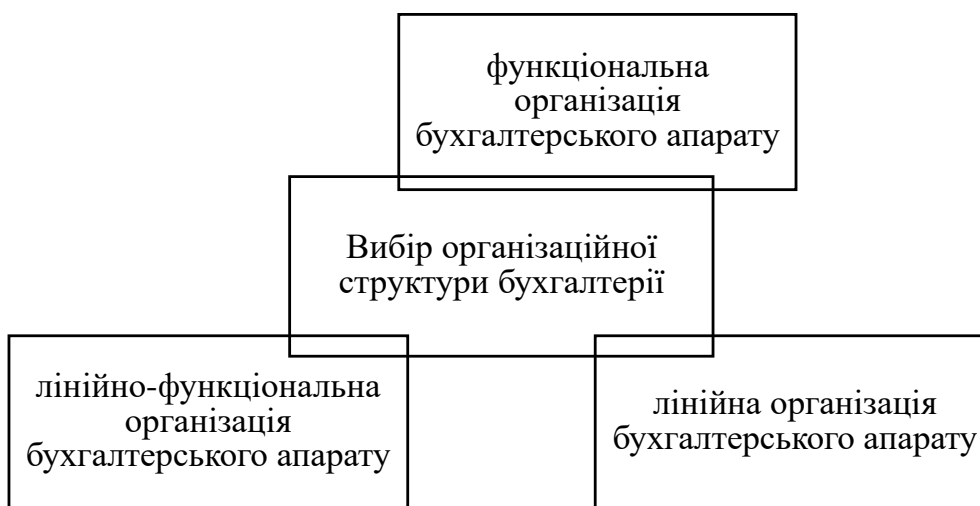 функціональна
організація
бухгалтерського апарату
Вибір організаційної
структури бухгалтерії
лінійно-функціональна
організація
бухгалтерського апарату
лінійна організація
бухгалтерського апарату